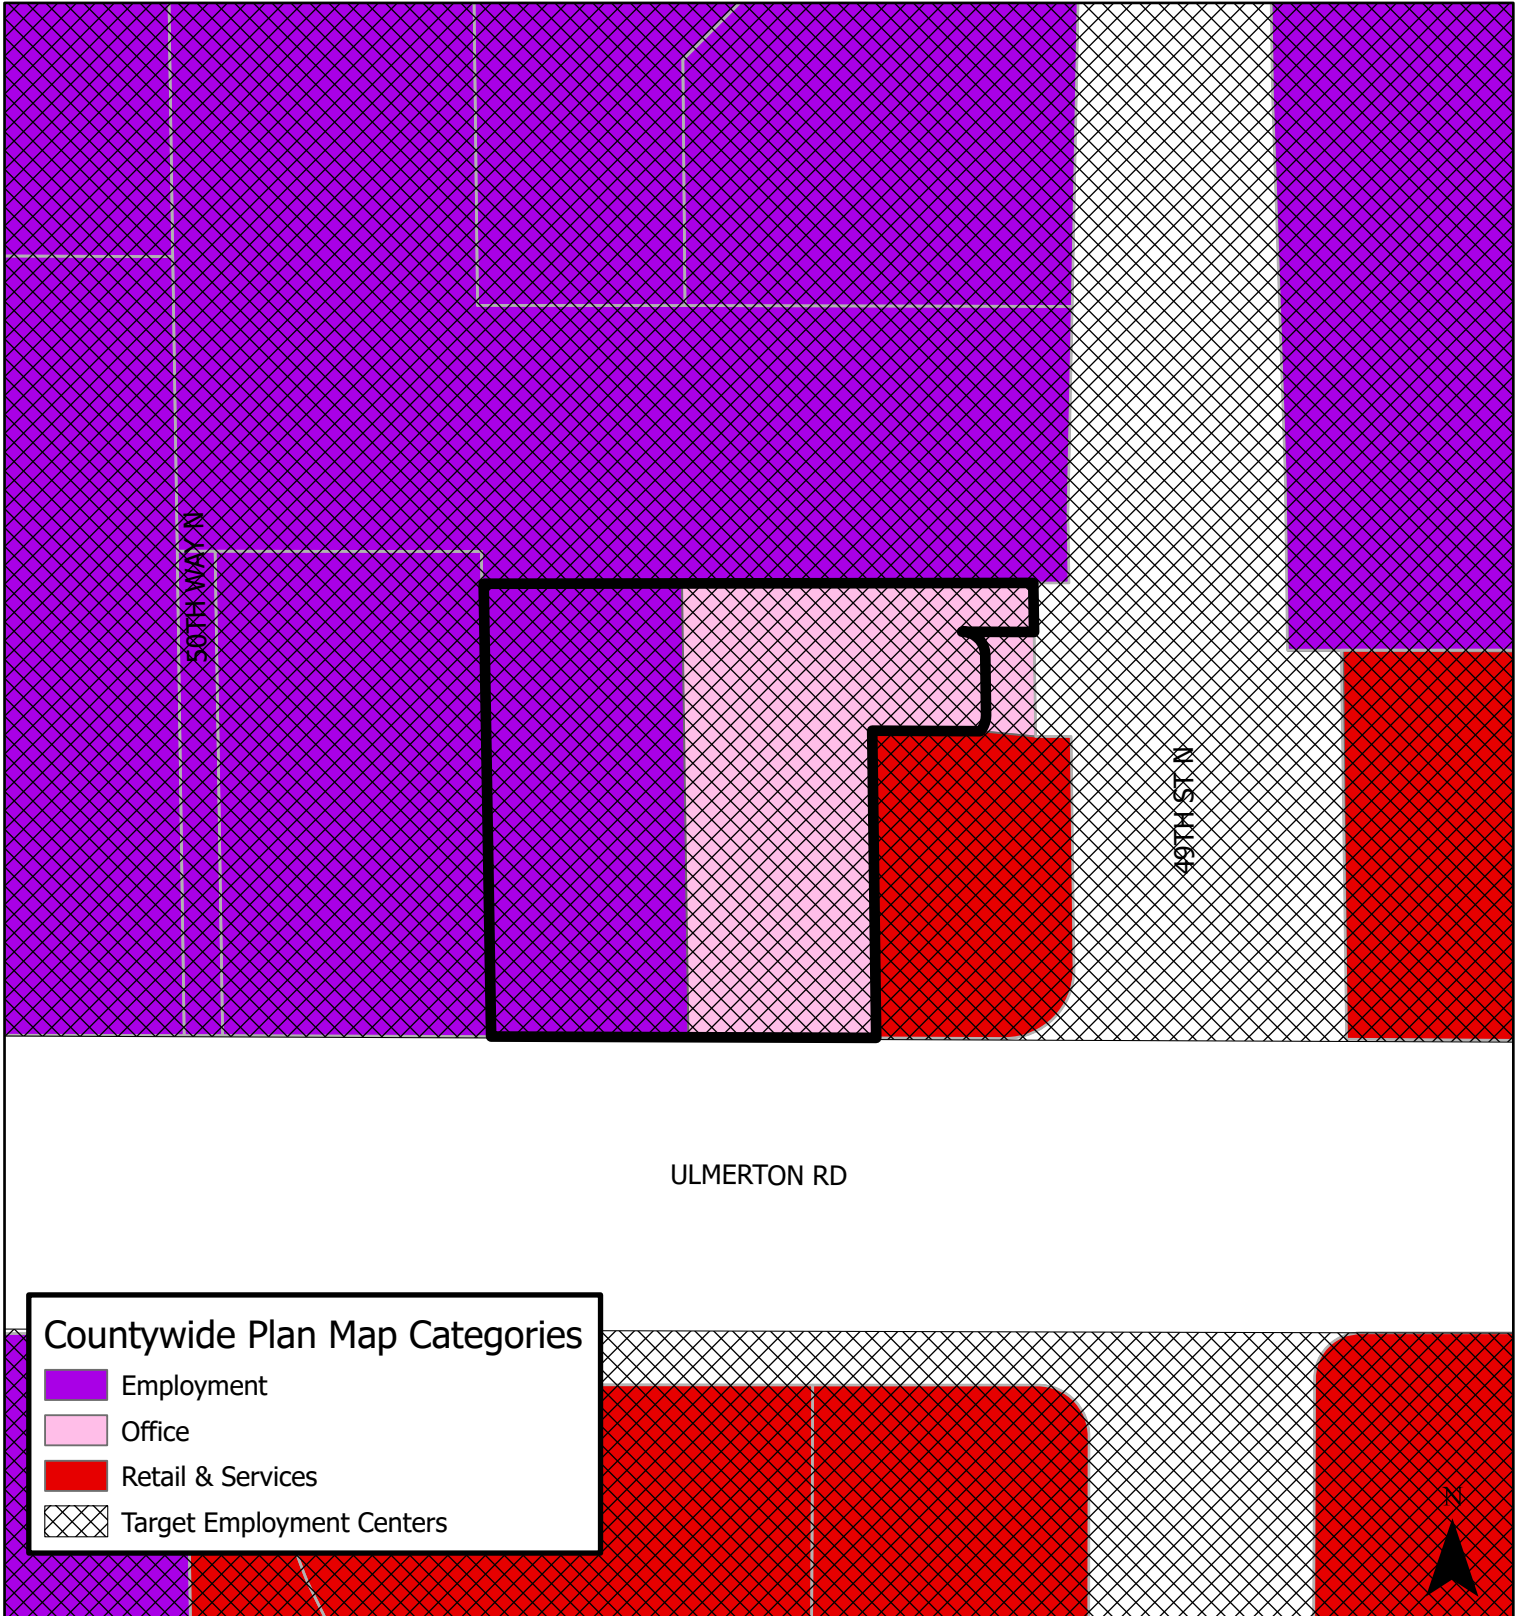 50TH WAY N
49TH ST N
ULMERTON RD
Countywide Plan Map Categories
Employment
Office
Retail & Services
Target Employment Centers
N